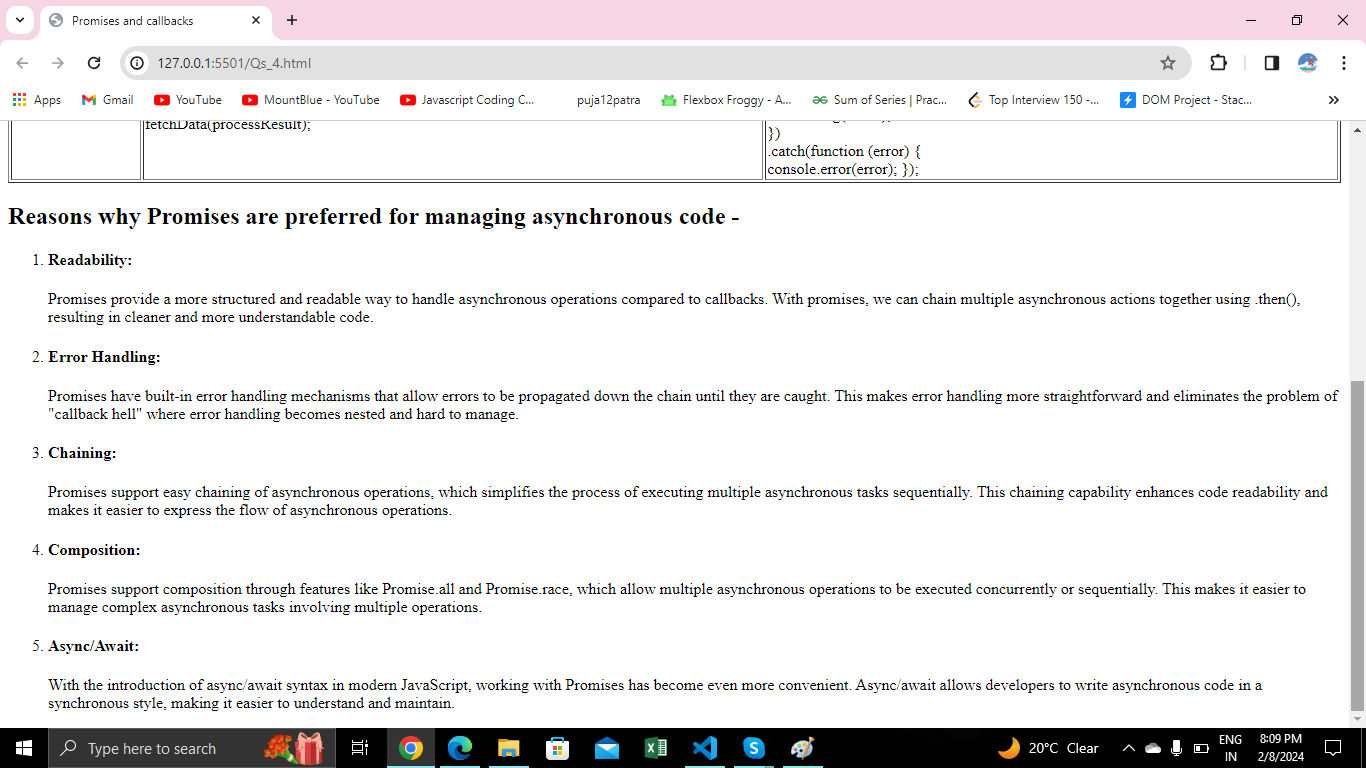 Promises and callbacks
127.0.0.1:5501/Qs_4.html
Apps Gmail YouTube MountBlue - YouTube Javascript Coding C... puja12patra Flexbox Froggy - A... Sum of Series | Prac... Top Interview 150 -... DOM Project - Stac... »
fetchData(processResult);
})
.catch(function (error) {
console.error(error); });
Reasons why Promises are preferred for managing asynchronous code -
1. Readability:
Promises provide a more structured and readable way to handle asynchronous operations compared to callbacks. With promises, we can chain multiple asynchronous actions together using .then(),
resulting in cleaner and more understandable code.
2. Error Handling:
Promises have built-in error handling mechanisms that allow errors to be propagated down the chain until they are caught. This makes error handling more straightforward and eliminates the problem of
"callback hell" where error handling becomes nested and hard to manage.
3. Chaining:
Promises support easy chaining of asynchronous operations, which simplifies the process of executing multiple asynchronous tasks sequentially. This chaining capability enhances code readability and
makes it easier to express the flow of asynchronous operations.
4. Composition:
Promises support composition through features like Promise.all and Promise.race, which allow multiple asynchronous operations to be executed concurrently or sequentially. This makes it easier to
manage complex asynchronous tasks involving multiple operations.
5. Async/Await:
With the introduction of async/await syntax in modern JavaScript, working with Promises has become even more convenient. Async/await allows developers to write asynchronous code in a
synchronous style, making it easier to understand and maintain.
Type here to search
20°C Clear
ENG
IN
8:09 PM
2/8/2024